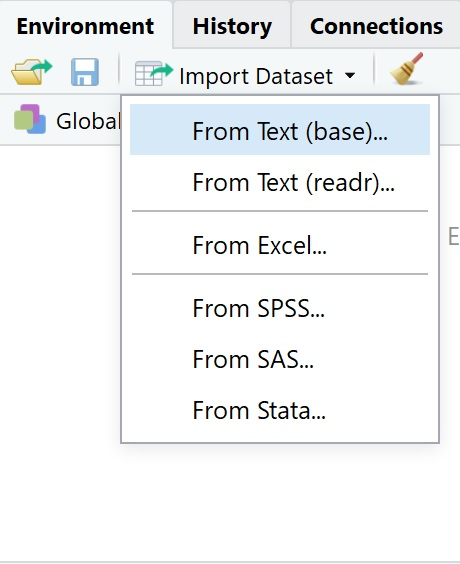 Environment History Connections
Import Dataset
Global
From Text (base)...
From Text (readr)...
From Excel...
From SPSS...
From SAS...
From Stata...
E